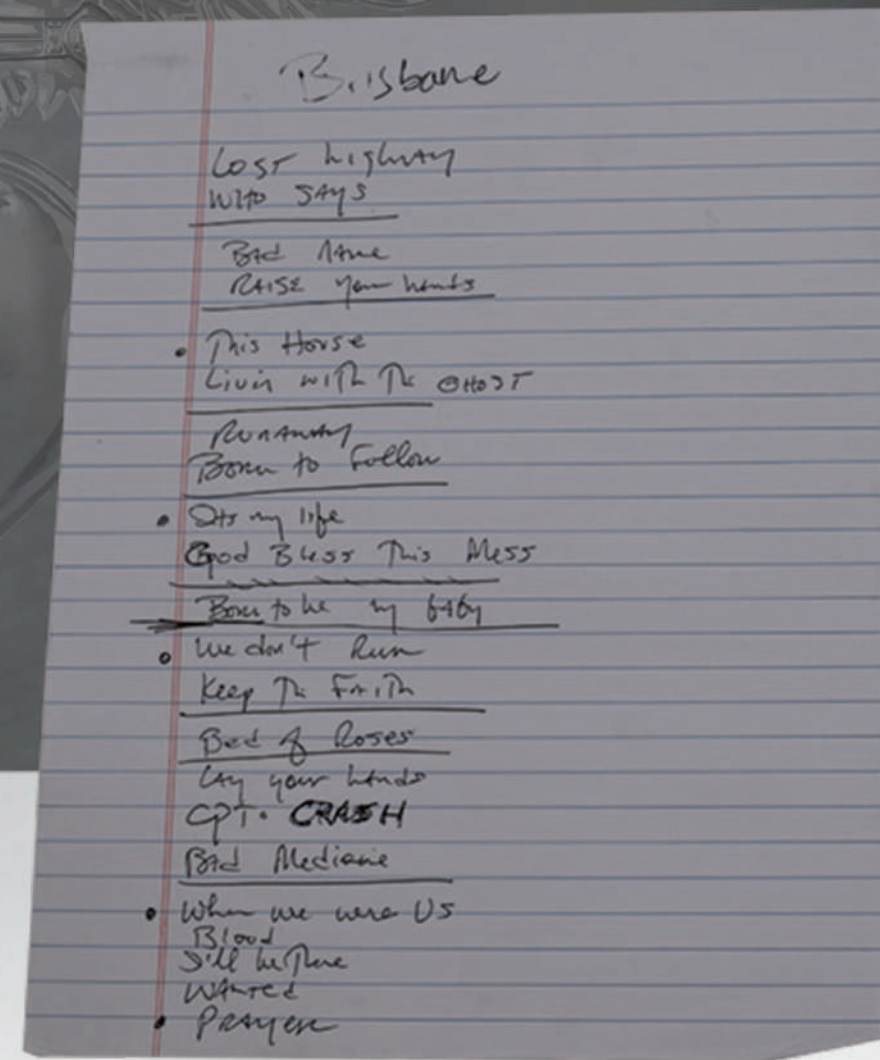 Brisbane
Lost highway
Who SAYS
Bad Name
RAISE your hands
• This House
Livin with The GHOST
RUNAWAY
Born to Follow
• Its my life
God Bless This Mess
Born to be my baby
• We don't Run
Keep The Faith
Bed of Roses
Lay your hands
CPT. CRASH
Bad Medicine
• When we were US
Blood
I'll be There
WANTED
• PRAYER